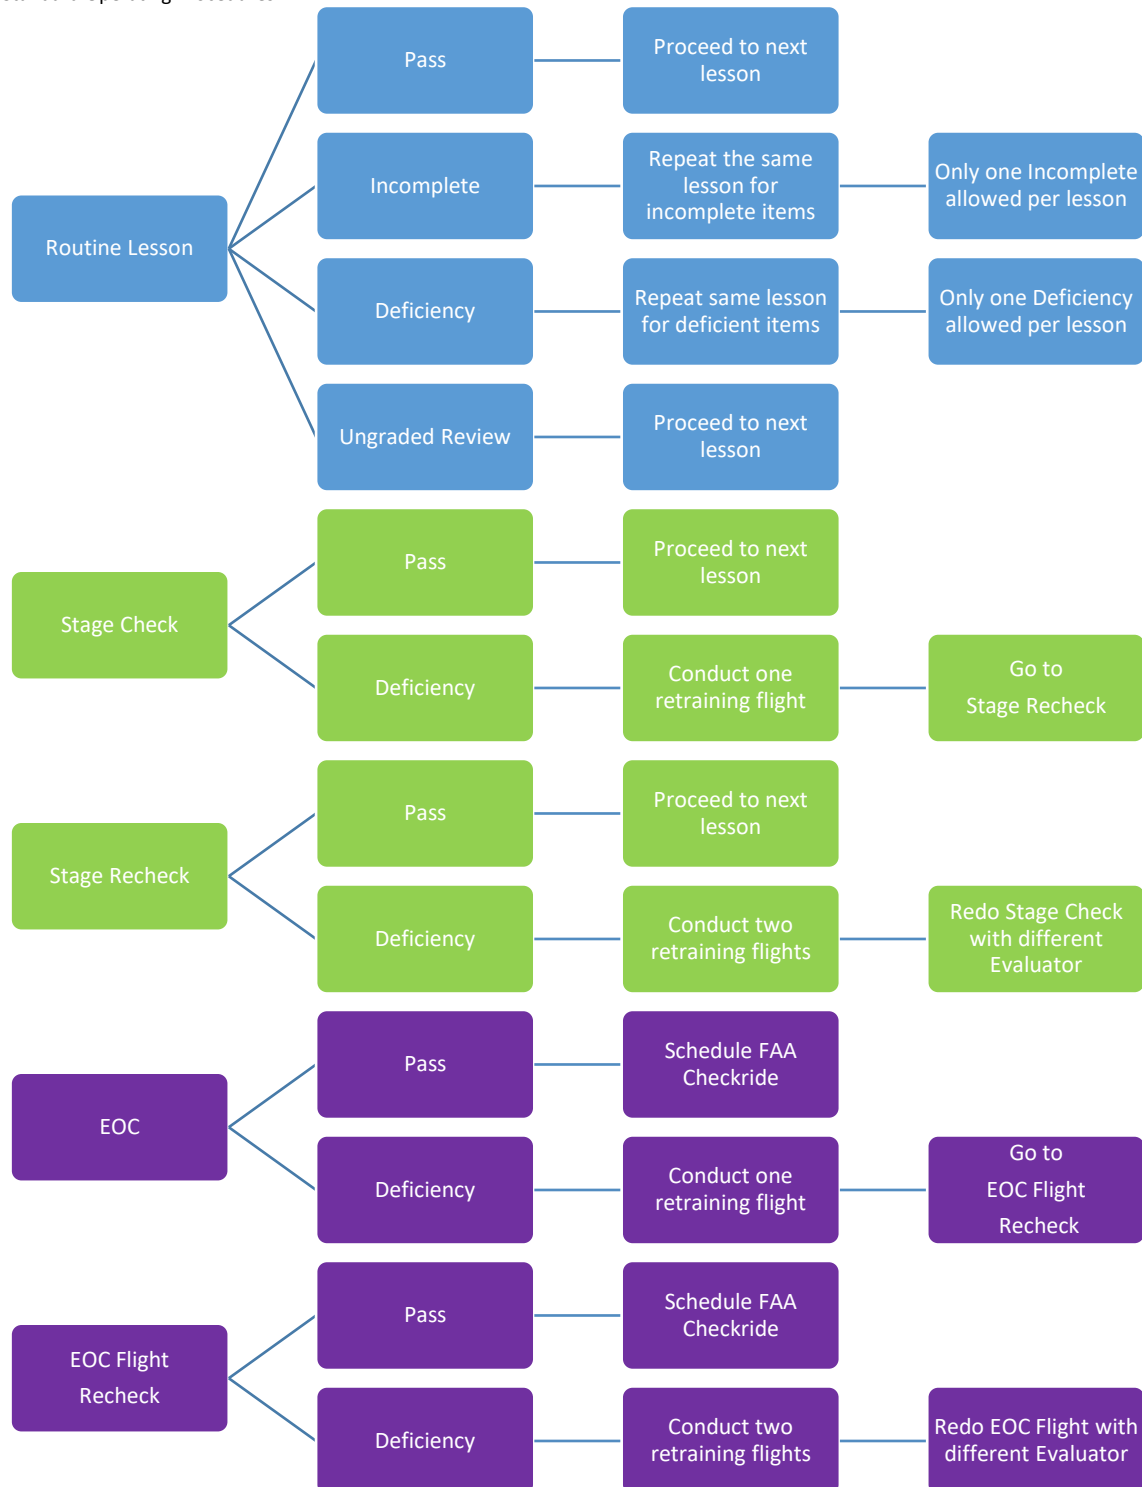 Standard Operating Procedures
Pass
Proceed to next
lesson
Incomplete
Repeat the same
lesson for
incomplete items
Only one Incomplete
allowed per lesson
Routine Lesson
Deficiency
Repeat same lesson
for deficient items
Only one Deficiency
allowed per lesson
Ungraded Review
Proceed to next
lesson
Stage Check
Pass
Proceed to next
lesson
Deficiency
Conduct one
retraining flight
Go to
Stage Recheck
Stage Recheck
Pass
Proceed to next
lesson
Deficiency
Conduct two
retraining flights
Redo Stage Check
with different
Evaluator
EOC
Pass
Schedule FAA
Checkride
Deficiency
Conduct one
retraining flight
Go to
EOC Flight
Recheck
EOC Flight
Recheck
Pass
Schedule FAA
Checkride
Deficiency
Conduct two
retraining flights
Redo EOC Flight with
different Evaluator